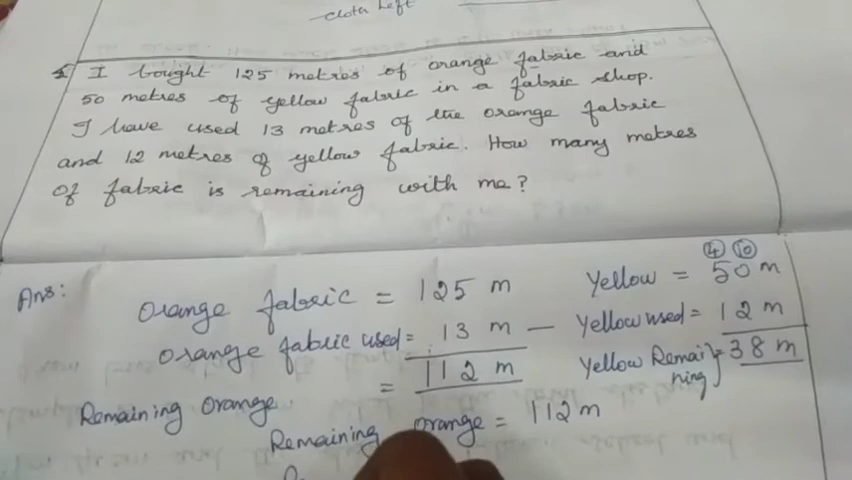 cloth Left
1 I bought 125 metres of orange fabric and
50 metres of yellow fabric in a fabric shop.
I have used 13 metres of the orange fabric
and 12 metres of yellow fabric. How many metres
of fabric is remaining with me?
Ans:
Orange fabric = 125 m
Orange fabric used = 13 m —
Remaining Orange = 112 m
4 10
Yellow = 50 m
Yellow used = 12 m
Yellow Remaining = 38 m
Remaining orange = 112 m